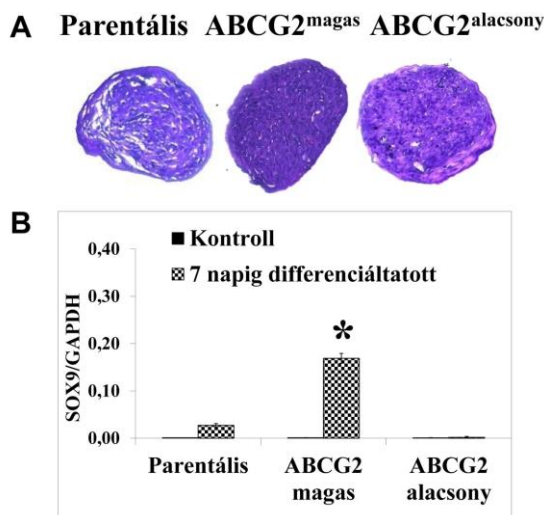 A Parentális ABCG2magas ABCG2alacsony
B
Kontroll
7 napig differenciáltatott
*
SOX9/GAPDH
0,40
0,30
0,20
0,10
0,00
Parentális
ABCG2
magas
ABCG2
alacsony